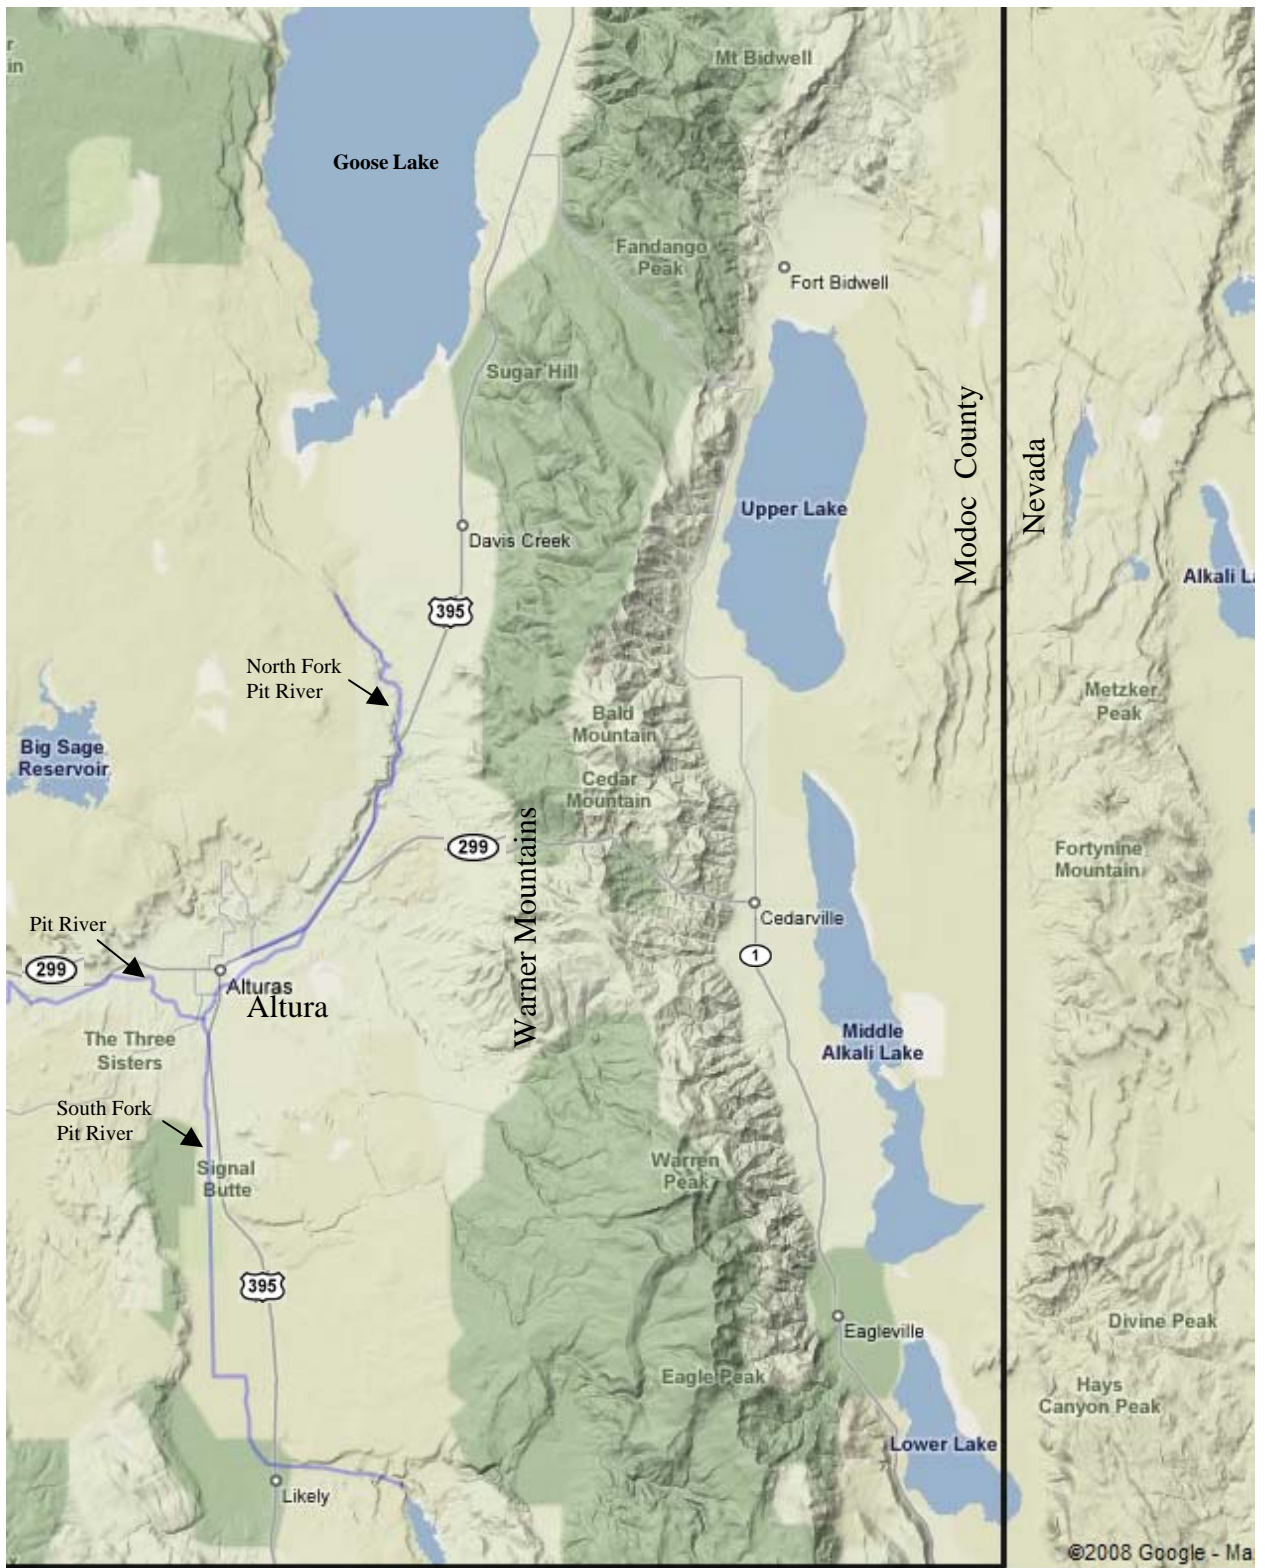 r
in
Mt Bidwell
Goose Lake
Fandango
Peak
Fort Bidwell
Sugar Hill
Upper Lake
Modoc County
Nevada
Davis Creek
Alkali La
395
North Fork
Pit River
Metzker
Peak
Bald
Mountain
Big Sage
Reservoir
Cedar
Mountain
299
Warner Mountains
Fortynine
Mountain
Pit River
Cedarville
299
1
Alturas
Altura
The Three
Sisters
Middle
Alkali Lake
South Fork
Pit River
Signal
Butte
Warren
Peak
395
Divine Peak
Eagleville
Eagle Peak
Hays
Canyon Peak
Lower Lake
Likely
©2008 Google - Ma